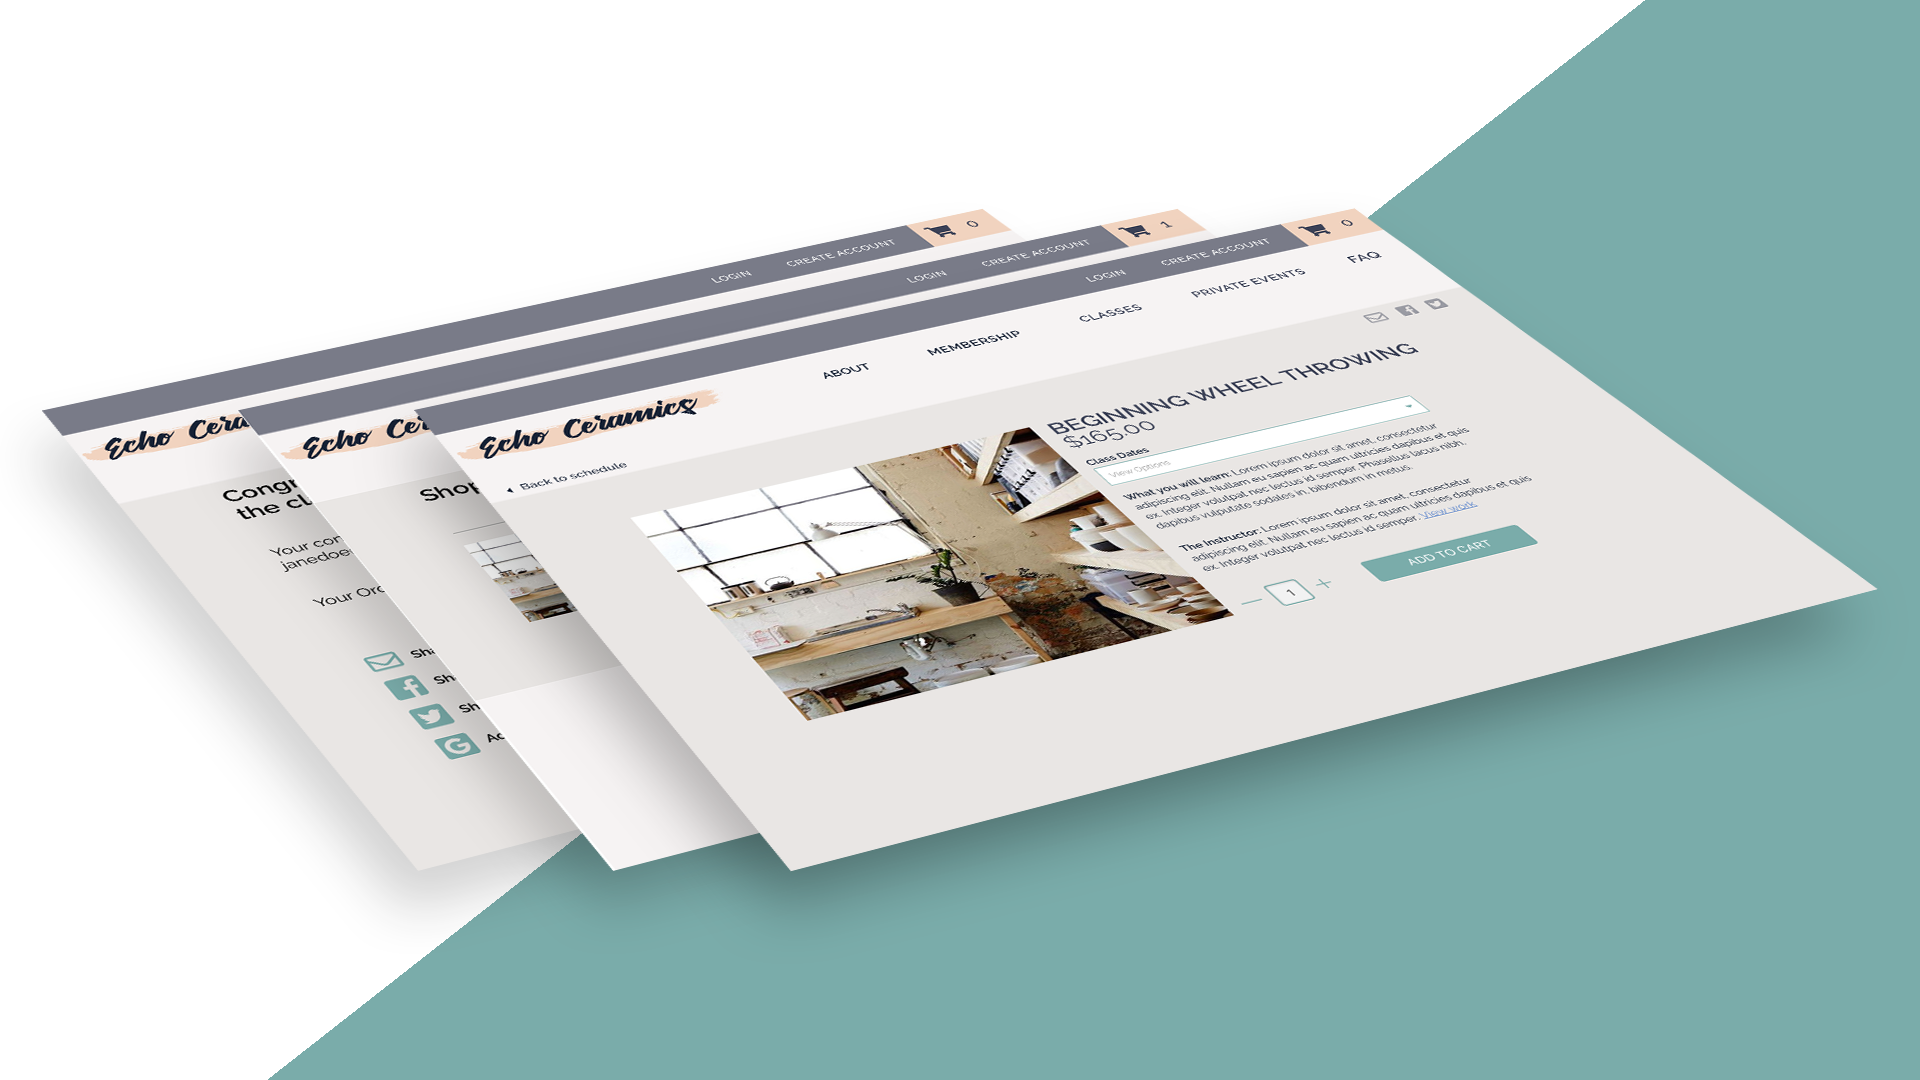 LOGIN
CREATE ACCOUNT
0
Echo Cera
Congr
the cl
Your con
janedoe
Your Ord
Sha
Sh
Sh
Ad
LOGIN
CREATE ACCOUNT
1
Echo Cer
Shop
LOGIN
CREATE ACCOUNT
0
Echo Ceramics
ABOUT
MEMBERSHIP
CLASSES
PRIVATE EVENTS
FAQ
Back to schedule
BEGINNING WHEEL THROWING
$165.00
Class Dates
View Options
What you will learn: Lorem ipsum dolor sit amet, consectetur
adipiscing elit. Nullam eu sapien ac quam ultricies dapibus et quis
ex. Integer volutpat nec lectus id semper. Phasellus lacus nibh,
dapibus vulputate sodales in, bibendum in metus.
The Instructor: Lorem ipsum dolor sit amet, consectetur
adipiscing elit. Nullam eu sapien ac quam ultricies dapibus et quis
ex. Integer volutpat nec lectus id semper. View work
1
ADD TO CART